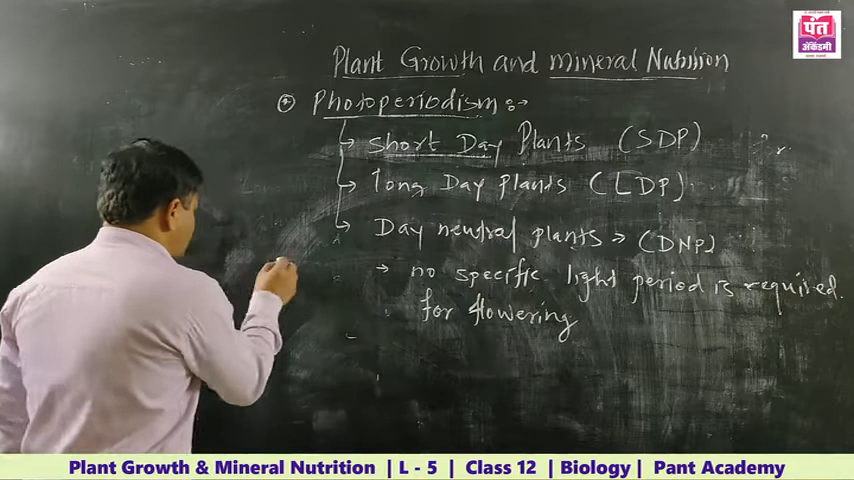 पंत
अ‍ॅकॅडमी
Plant Growth and mineral Nutrition
Photoperiodism :-
short Day Plants (SDP)
Long Day plants (LDP)
Day neutral plants → (DNP)
→ no specific light period is required.
for flowering
Plant Growth & Mineral Nutrition | L - 5 | Class 12 | Biology | Pant Academy